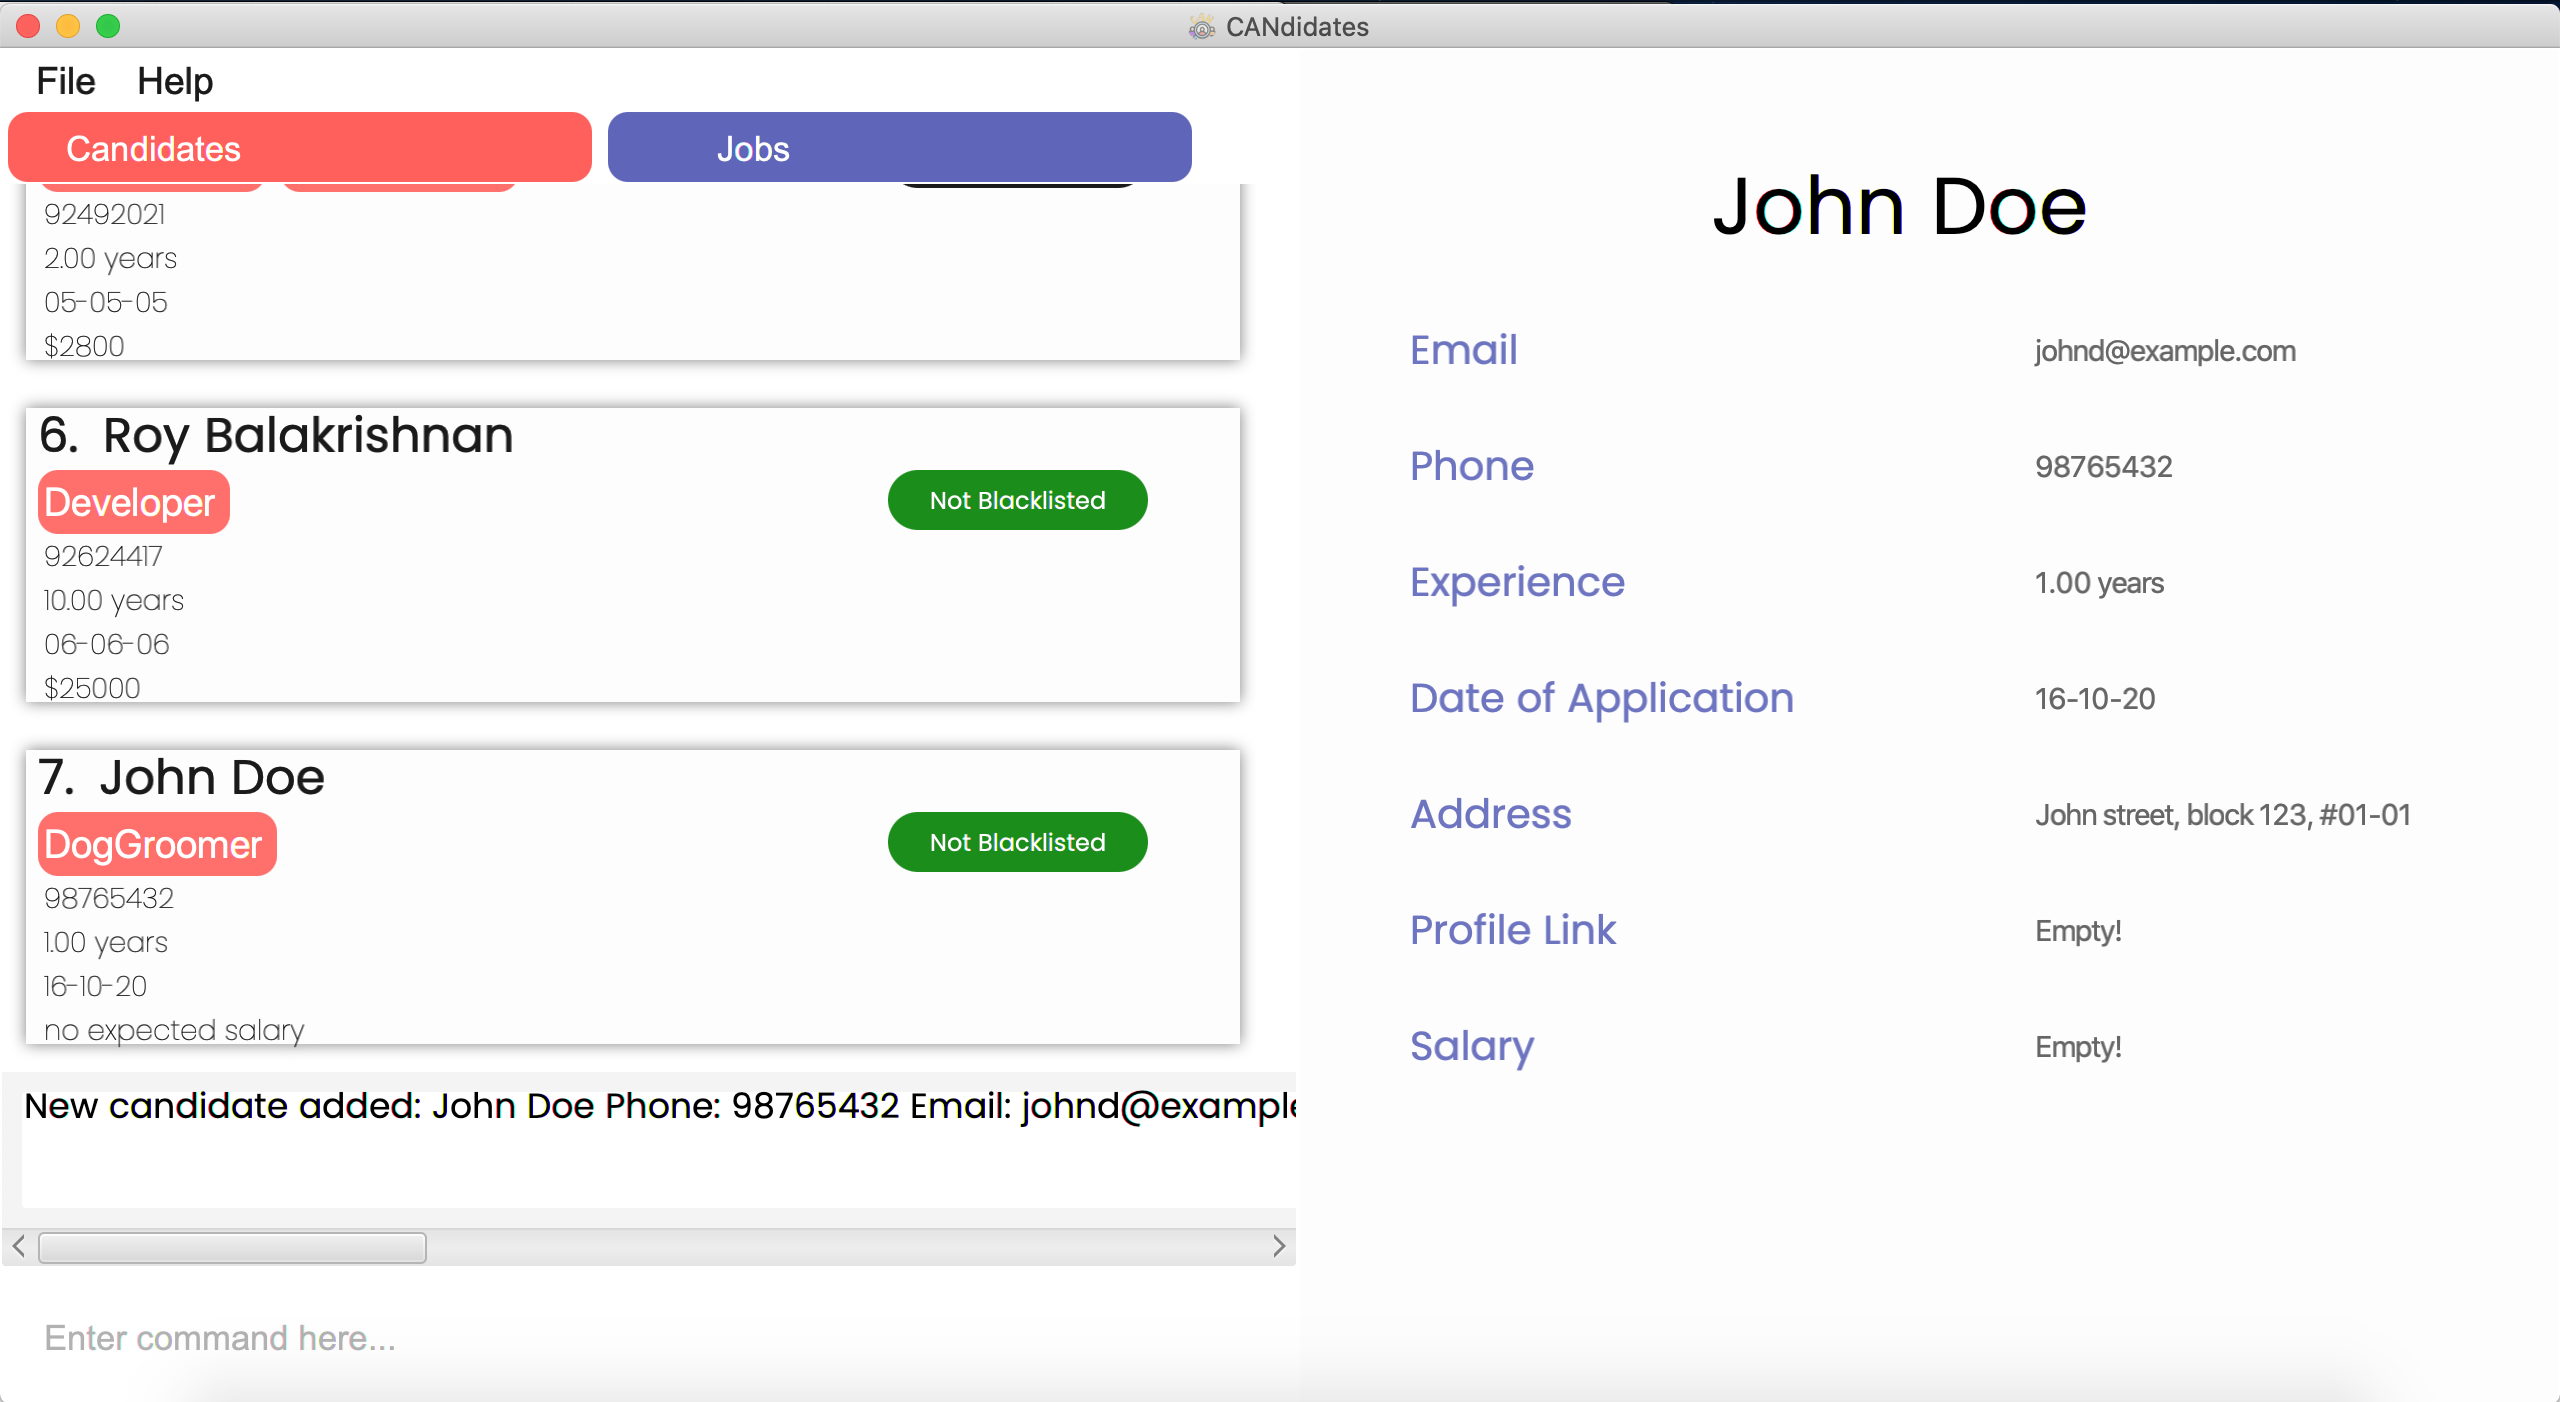 CANdidates
File Help
Candidates Jobs
92492021
2.00 years
05-05-05
$2800
6. Roy Balakrishnan
Developer
Not Blacklisted
92624417
10.00 years
06-06-06
$25000
7. John Doe
DogGroomer
Not Blacklisted
98765432
1.00 years
16-10-20
no expected salary
New candidate added: John Doe Phone: 98765432 Email: johnd@example
Enter command here...
John Doe
Email johnd@example.com
Phone 98765432
Experience 1.00 years
Date of Application 16-10-20
Address John street, block 123, #01-01
Profile Link Empty!
Salary Empty!